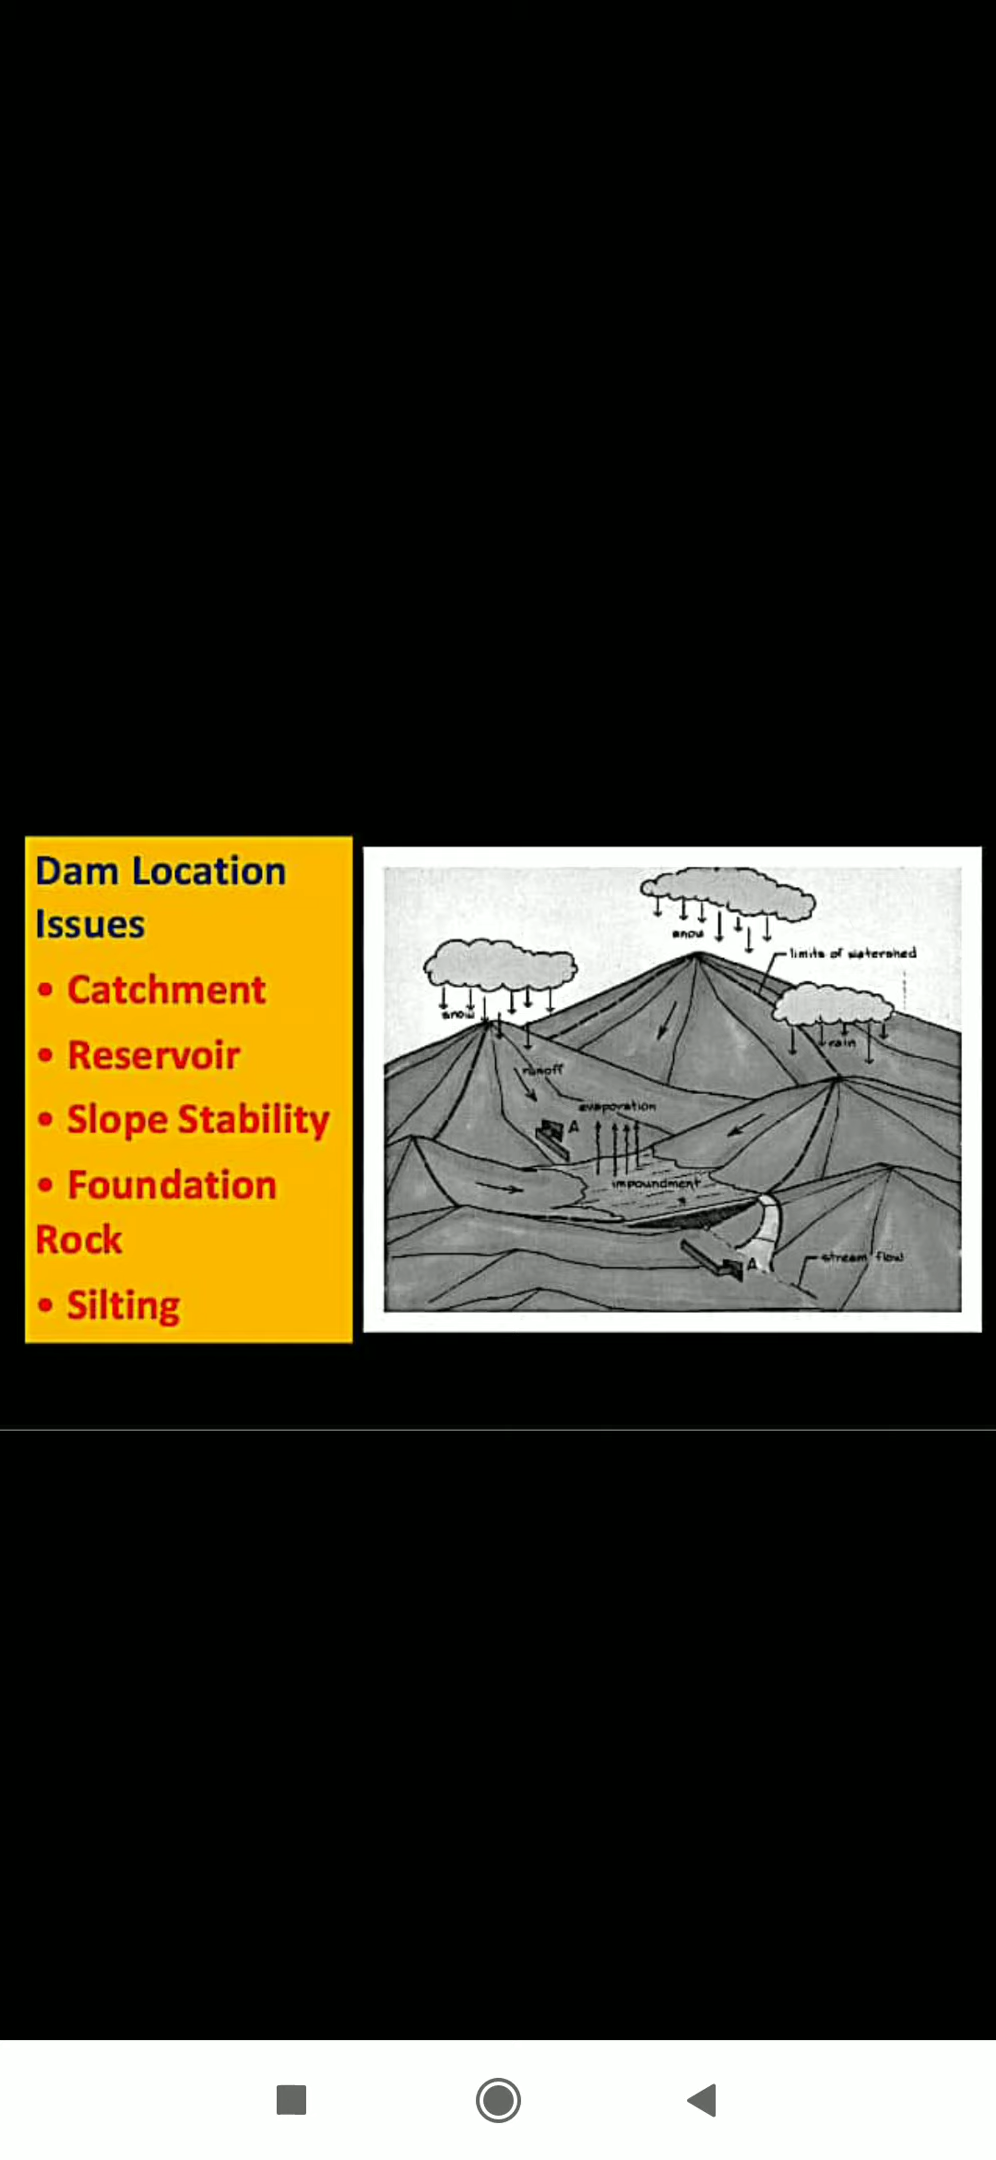 Dam Location
Issues
• Catchment
• Reservoir
• Slope Stability
• Foundation
Rock
• Silting
snow
limits of watershed
snow
rain
runoff
evaporation
A
impoundment
A
stream flow